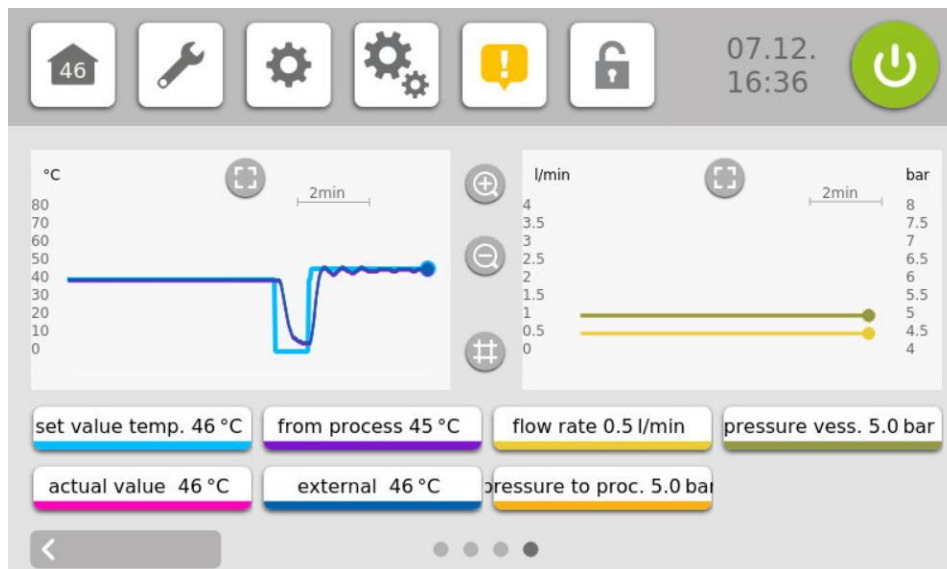 46
07.12.
16:36
°C
2min
80
70
60
50
40
30
20
10
0
l/min
2min
bar
4
3.5
3
2.5
2
1.5
1
0.5
0
8
7.5
7
6.5
6
5.5
5
4.5
4
set value temp. 46 °C
from process 45 °C
flow rate 0.5 l/min
pressure vess. 5.0 bar
actual value 46 °C
external 46 °C
pressure to proc. 5.0 bar